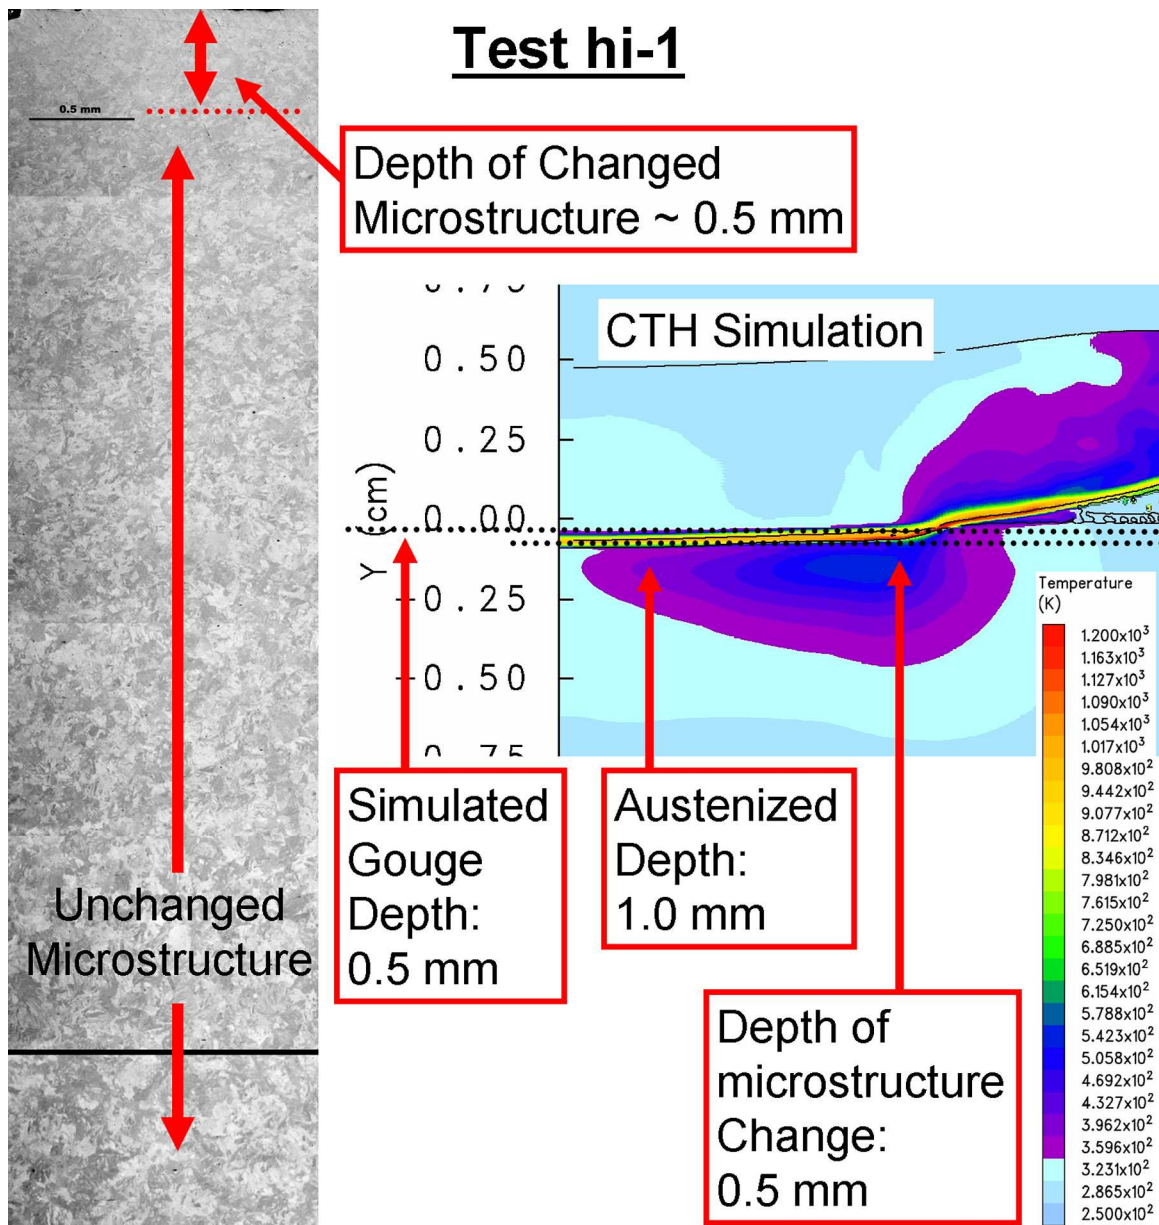 Test hi-1
0.5 mm
Depth of Changed
Microstructure ~ 0.5 mm
Unchanged
Microstructure
CTH Simulation
0.75
0.50
0.25
0.00
-0.25
-0.50
0.75
Y (cm)
Simulated
Gouge
Depth:
0.5 mm
Austenized
Depth:
1.0 mm
Depth of
microstructure
Change:
0.5 mm
Temperature
(K)
1.200x10³
1.163x10³
1.127x10³
1.090x10³
1.054x10³
1.017x10³
9.808x10²
9.442x10²
9.077x10²
8.712x10²
8.346x10²
7.981x10²
7.615x10²
7.250x10²
6.885x10²
6.519x10²
6.154x10²
5.788x10²
5.423x10²
5.058x10²
4.692x10²
4.327x10²
3.962x10²
3.596x10²
3.231x10²
2.865x10²
2.500x10²